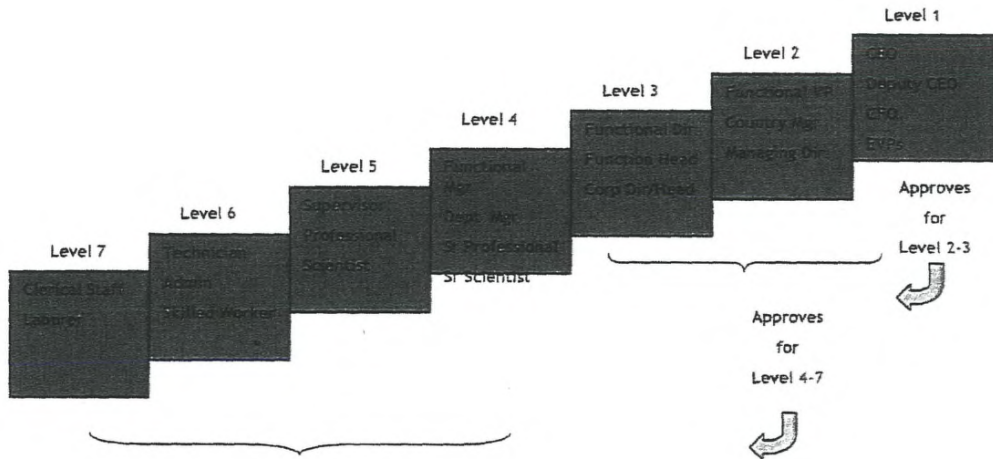 Level 1
CEO
Deputy CEO
CFO
EVPs
Level 2
Functional VP
Country Mgr
Managing Dir
Level 3
Functional Dir
Function Head
Corp Dir/Head
Level 4
Functional
Mgr
Dept Mgr
Sr Professional
Sr Scientist
Level 5
Supervisor
Professional
Scientist
Level 6
Technician
Admin
Skilled Worker
Level 7
Clerical Staff
Laborer
Approves
for
Level 2-3
Approves
for
Level 4-7